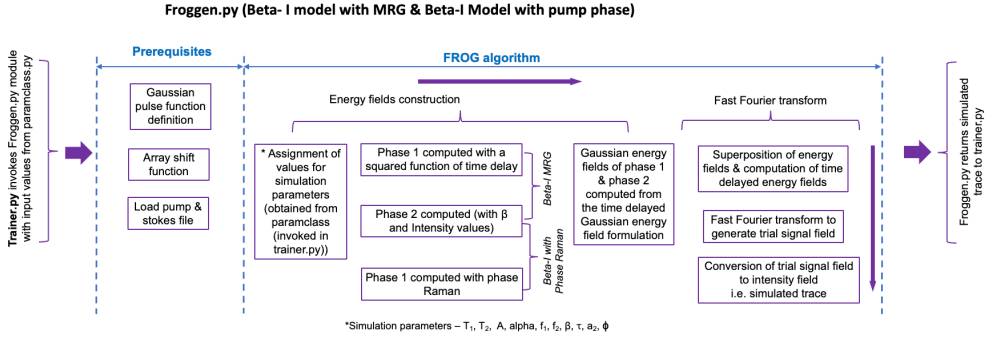 Froggen.py (Beta- I model with MRG & Beta-I Model with pump phase)
Prerequisites
FROG algorithm
Trainer.py invokes Froggen.py module
with input values from paramclass.py
Gaussian
pulse function
definition
Array shift
function
Load pump &
stokes file
Energy fields construction
* Assignment of
values for
simulation
parameters
(obtained from
paramclass
(invoked in
trainer.py))
Phase 1 computed with a
squared function of time delay
Phase 2 computed (with β
and Intensity values)
Phase 1 computed with phase
Raman
Beta-I MRG
Beta-I with
Phase Raman
Gaussian energy
fields of phase 1
& phase 2
computed from
the time delayed
Gaussian energy
field formulation
Fast Fourier transform
Superposition of energy
fields & computation of time
delayed energy fields
Fast Fourier transform to
generate trial signal field
Conversion of trial signal field
to intensity field
i.e. simulated trace
Froggen.py returns simulated
trace to trainer.py
*Simulation parameters – T₁, T₂, A, alpha, f₁, f₂, β, τ, a₂, ϕ